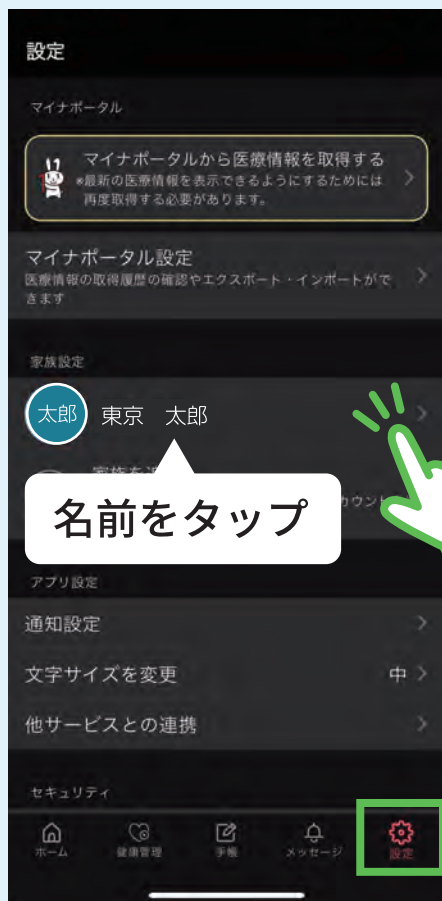 設定
マイナポータル
マイナポータルから医療情報を取得する
※最新の医療情報を表示できるようにするためには
再度取得する必要があります。
マイナポータル設定
医療情報の取得履歴の確認やエクスポート・インポートがで
きます
家族設定
太郎 東京 太郎
家族を追
カウント
名前をタップ
アプリ設定
通知設定
文字サイズを変更 中
他サービスとの連携
セキュリティ
ホーム 健康管理 手帳 メッセージ 設定